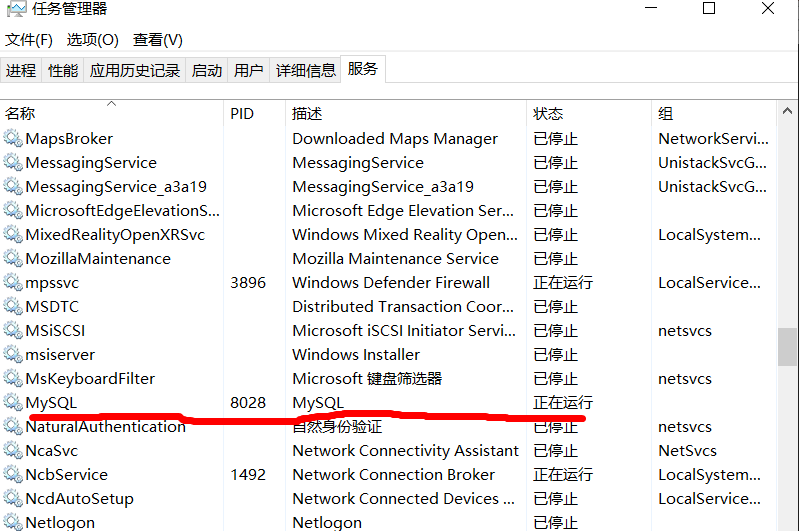 任务管理器
文件(F) 选项(O) 查看(V)
进程 性能 应用历史记录 启动 用户 详细信息 服务
名称 PID 描述 状态 组
MapsBroker Downloaded Maps Manager 已停止 NetworkServi...
MessagingService MessagingService 已停止 UnistackSvcG...
MessagingService_a3a19 MessagingService_a3a19 已停止 UnistackSvcG...
MicrosoftEdgeElevationS... Microsoft Edge Elevation Ser... 已停止
MixedRealityOpenXRSvc Windows Mixed Reality Open... 已停止 LocalSystem...
MozillaMaintenance Mozilla Maintenance Service 已停止
mpssvc 3896 Windows Defender Firewall 正在运行 LocalService...
MSDTC Distributed Transaction Coor... 已停止
MSiSCSI Microsoft iSCSI Initiator Servi... 已停止 netsvcs
msiserver Windows Installer 已停止
MsKeyboardFilter Microsoft 键盘筛选器 已停止 netsvcs
MySQL 8028 MySQL 正在运行
NaturalAuthentication 自然身份验证 已停止 netsvcs
NcaSvc Network Connectivity Assistant 已停止 NetSvcs
NcbService 1492 Network Connection Broker 正在运行 LocalSystem...
NcdAutoSetup Network Connected Devices ... 已停止 LocalService...
Netlogon Netlogon 已停止